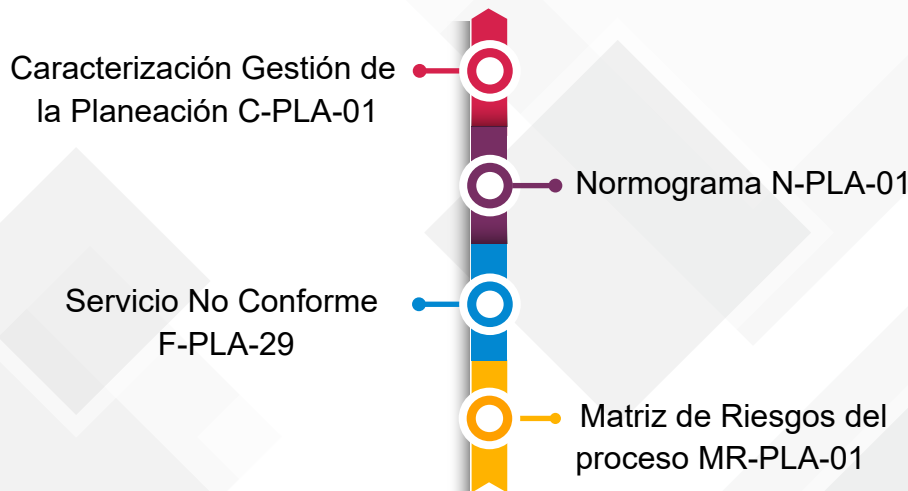 Caracterización Gestión de
la Planeación C-PLA-01
Normograma N-PLA-01
Servicio No Conforme
F-PLA-29
Matriz de Riesgos del
proceso MR-PLA-01